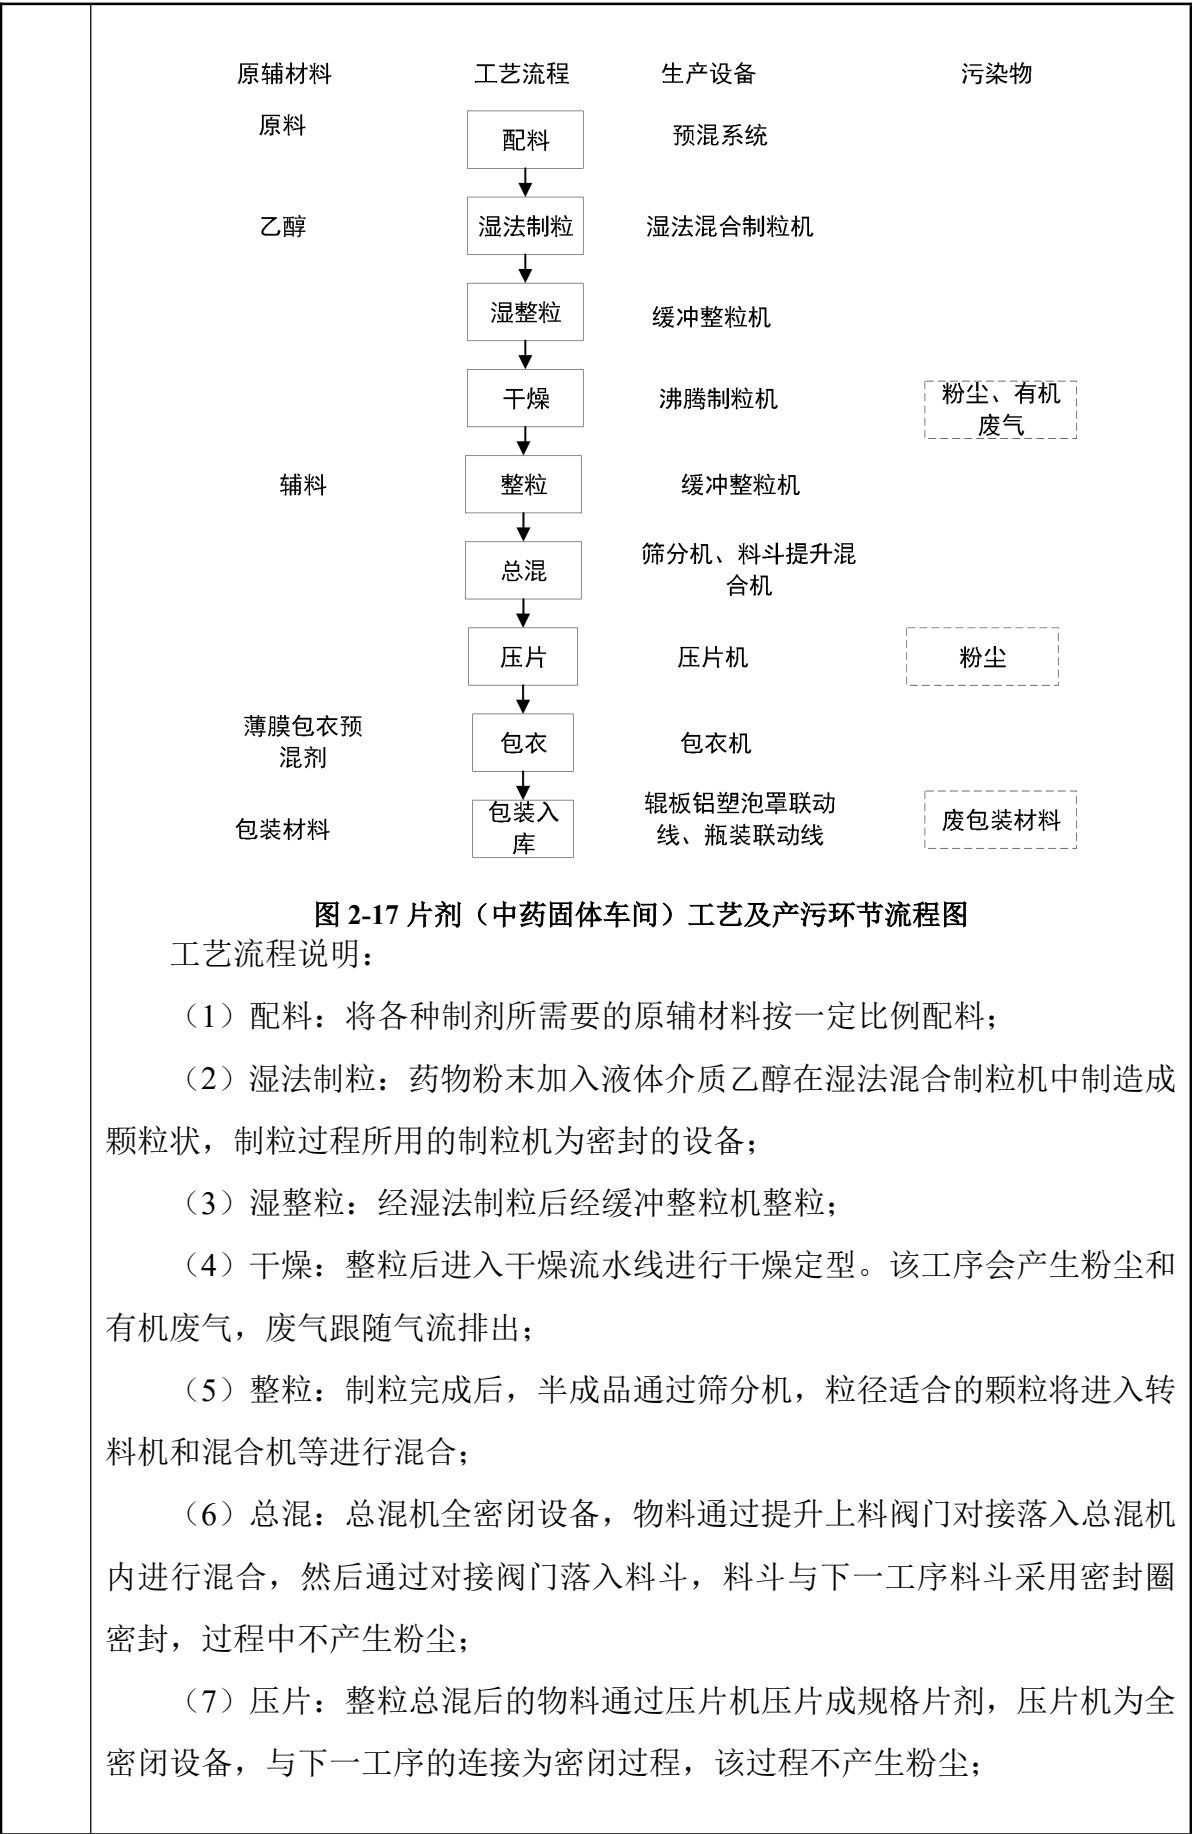 原辅材料 工艺流程 生产设备 污染物
原料 配料 预混系统
乙醇 湿法制粒 湿法混合制粒机
湿整粒 缓冲整粒机
干燥 沸腾制粒机 粉尘、有机
废气
辅料 整粒 缓冲整粒机
总混 筛分机、料斗提升混
合机
压片 压片机 粉尘
薄膜包衣预
混剂
包衣 包衣机
包装材料
包装入
库
辊板铝塑泡罩联动
线、瓶装联动线
废包装材料
图 2-17 片剂（中药固体车间）工艺及产污环节流程图
工艺流程说明：
（1）配料：将各种制剂所需要的原辅材料按一定比例配料；
（2）湿法制粒：药物粉末加入液体介质乙醇在湿法混合制粒机中制造成
颗粒状，制粒过程所用的制粒机为密封的设备；
（3）湿整粒：经湿法制粒后经缓冲整粒机整粒；
（4）干燥：整粒后进入干燥流水线进行干燥定型。该工序会产生粉尘和
有机废气，废气跟随气流排出；
（5）整粒：制粒完成后，半成品通过筛分机，粒径适合的颗粒将进入转
料机和混合机等进行混合；
（6）总混：总混机全密闭设备，物料通过提升上料阀门对接落入总混机
内进行混合，然后通过对接阀门落入料斗，料斗与下一工序料斗采用密封圈
密封，过程中不产生粉尘；
（7）压片：整粒总混后的物料通过压片机压片成规格片剂，压片机为全
密闭设备，与下一工序的连接为密闭过程，该过程不产生粉尘；